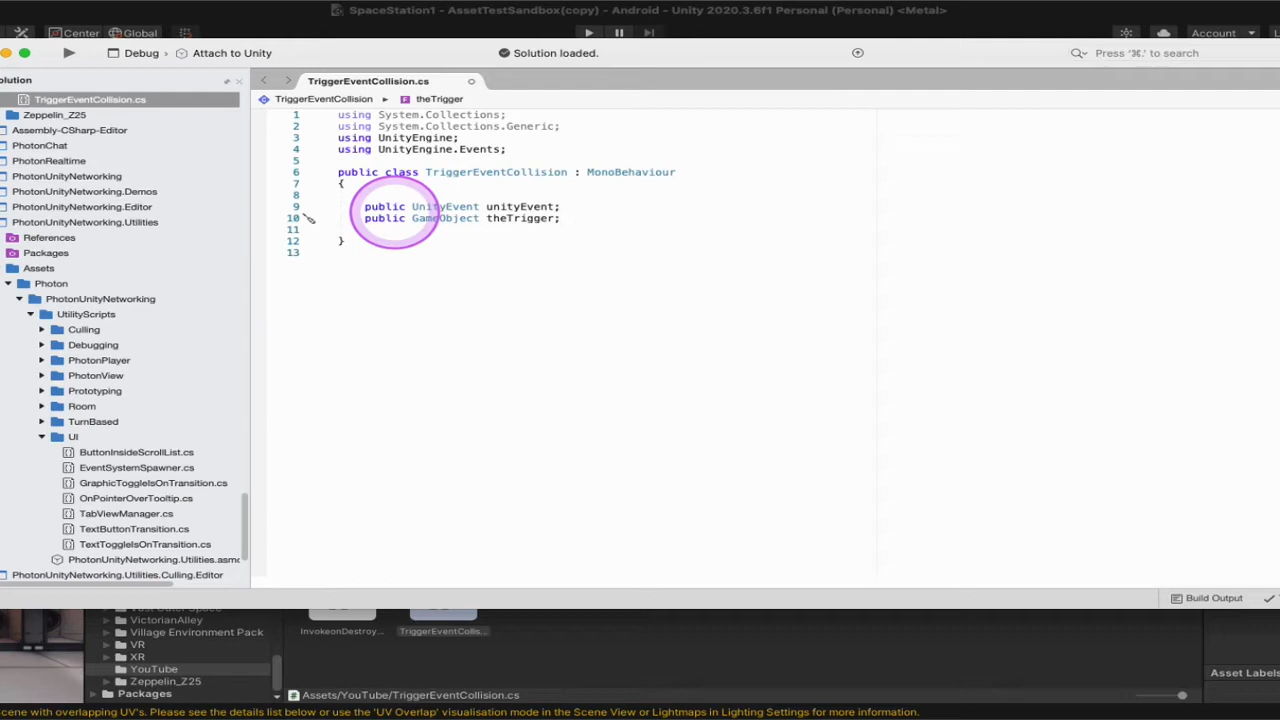 SpaceStation1 - AssetTestSandbox(copy) - Android - Unity 2020.3.6f1 Personal (Personal) <Metal>
Center Global Account
Debug › Attach to Unity Solution loaded. Press '⌘.' to search
olution
TriggerEventCollision.cs
TriggerEventCollision.cs
Zeppelin_Z25
Assembly-CSharp-Editor
PhotonChat
PhotonRealtime
PhotonUnityNetworking
PhotonUnityNetworking.Demos
PhotonUnityNetworking.Editor
PhotonUnityNetworking.Utilities
References
Packages
Assets
Photon
PhotonUnityNetworking
UtilityScripts
Culling
Debugging
PhotonPlayer
PhotonView
Prototyping
Room
TurnBased
UI
ButtonInsideScrollList.cs
EventSystemSpawner.cs
GraphicToggleIsOnTransition.cs
OnPointerOverTooltip.cs
TabViewManager.cs
TextButtonTransition.cs
TextToggleIsOnTransition.cs
PhotonUnityNetworking.Utilities.asm
PhotonUnityNetworking.Utilities.Culling.Editor
TriggerEventCollision ▸ theTrigger
1 using System.Collections;
2 using System.Collections.Generic;
3 using UnityEngine;
4 using UnityEngine.Events;
5
6 public class TriggerEventCollision : MonoBehaviour
7 {
8
9 public UnityEvent unityEvent;
10 public GameObject theTrigger;
11
12 }
13
Build Output
VictorianAlley
Village Environment Pack
VR
XR
YouTube
Zeppelin_Z25
Packages
InvokeonDestroy... TriggerEventCollis...
Asset Labels
Assets/YouTube/TriggerEventCollision.cs
Scene with overlapping UV's. Please see the details list below or use the 'UV Overlap' visualisation mode in the Scene View or Lightmaps in Lighting Settings for more information.